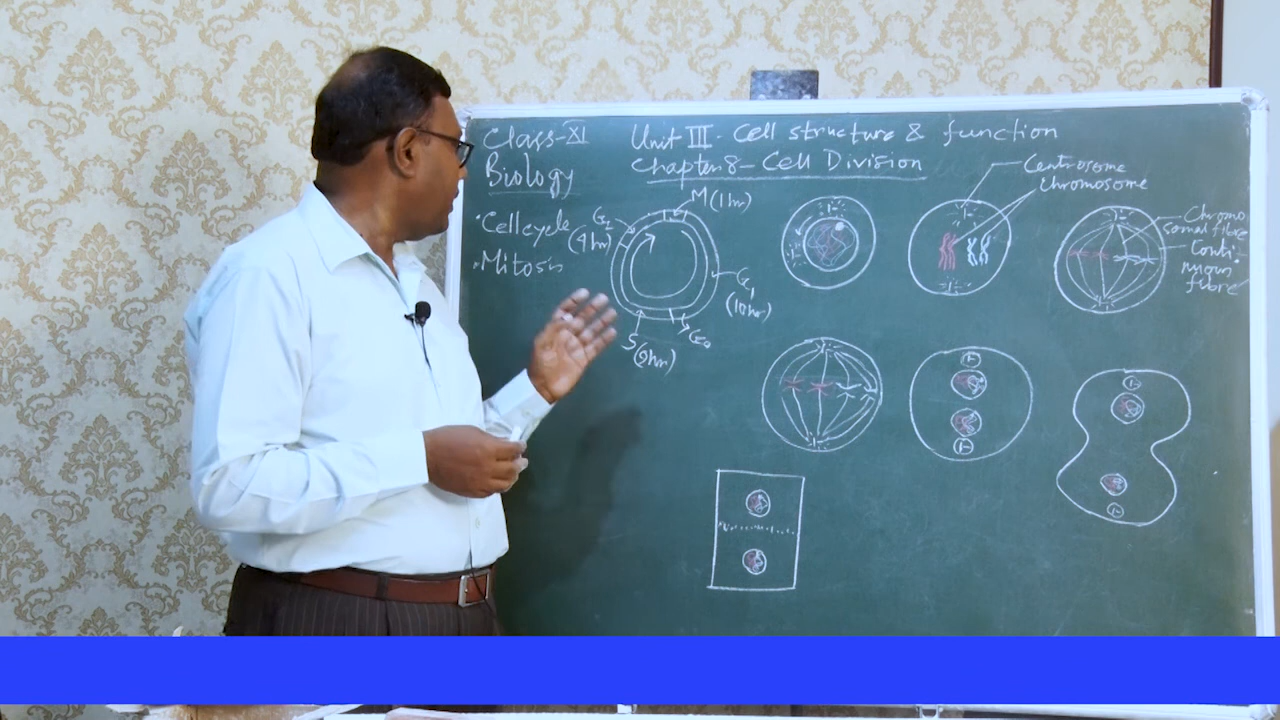 Class-XI
Biology
Unit III - Cell structure & function
Chapter 8 - Cell Division
• Cell cycle
• Mitosis
M (1 hr)
G2
(4 hr)
G1
(10 hr)
G0
S (9 hr)
Centrosome
Chromosome
Chromo
somal fibre
Conti-
nuous
fibre